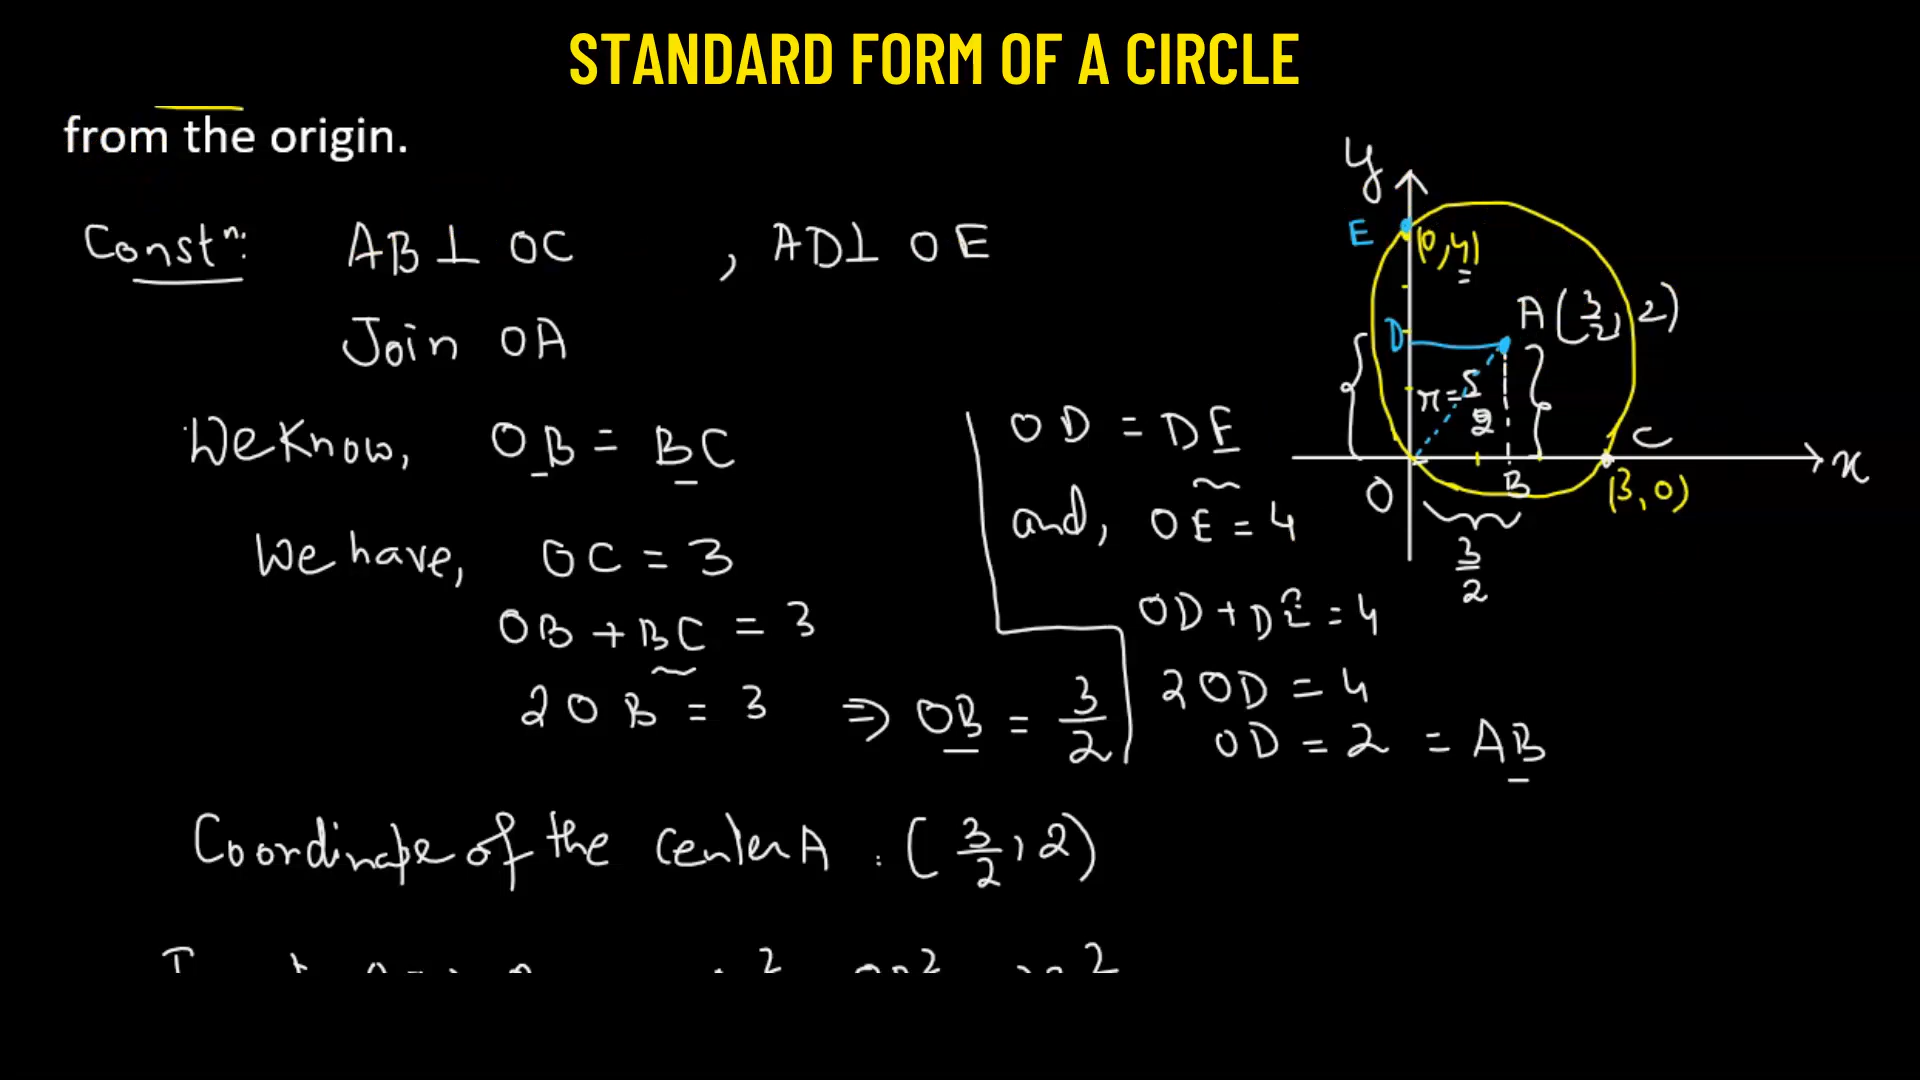 STANDARD FORM OF A CIRCLE
from the origin.
Constⁿ: AB ⊥ OC , AD ⊥ OE
Join OA
We Know, OB = BC
We have, OC = 3
OB + BC = 3
2OB = 3 ⇒ OB = 3/2
OD = DE
and, OE = 4
OD + DE = 4
2OD = 4
OD = 2 = AB
Coordinate of the center A : (3/2, 2)
y
E
(0, 4)
A (3/2, 2)
D
r = 5/2
C
x
O
B
(3, 0)
3/2